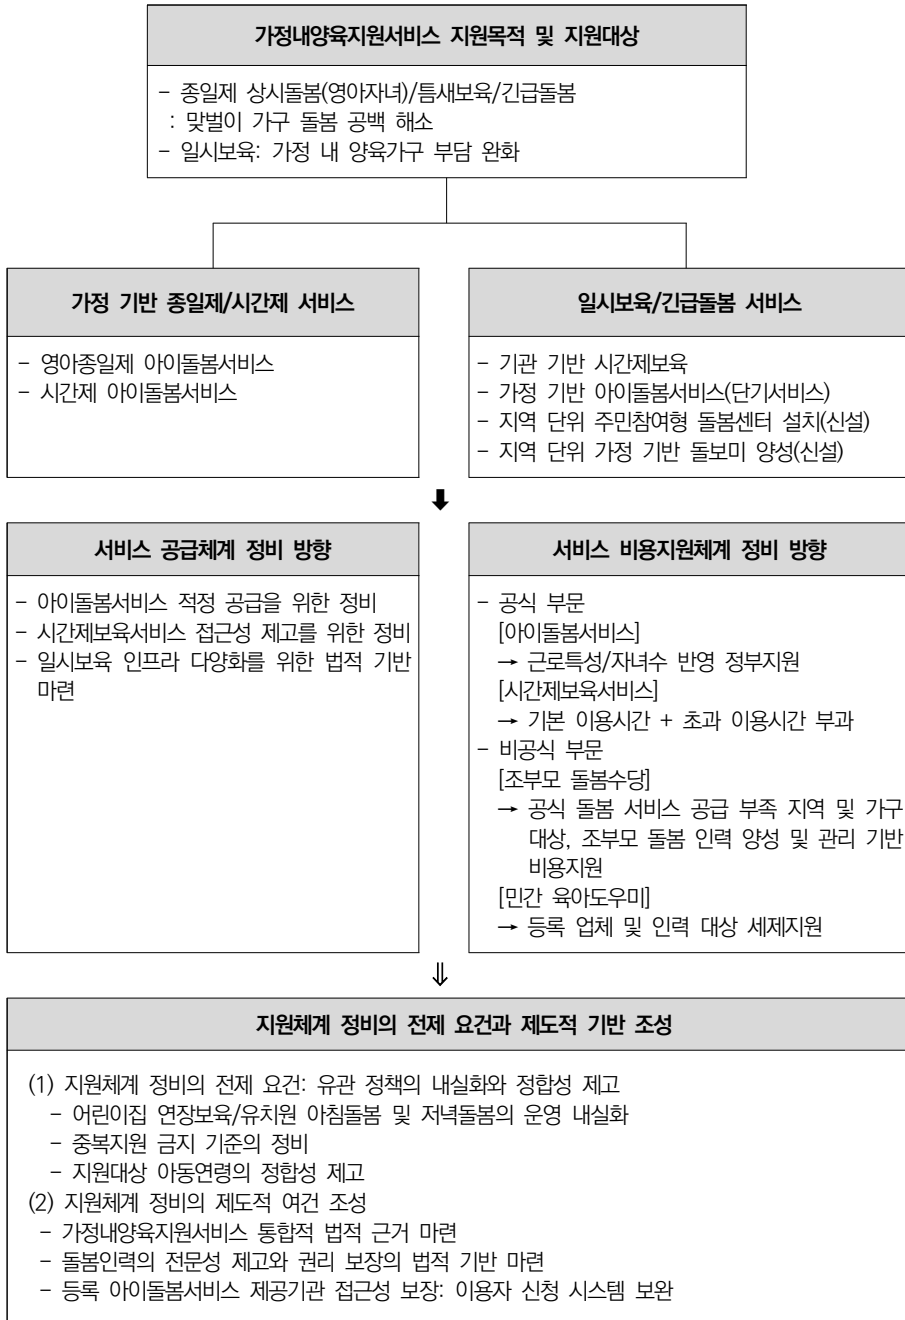 가정내양육지원서비스 지원목적 및 지원대상
- 종일제 상시돌봄(영아자녀)/틈새보육/긴급돌봄
: 맞벌이 가구 돌봄 공백 해소
- 일시보육: 가정 내 양육가구 부담 완화
가정 기반 종일제/시간제 서비스
- 영아종일제 아이돌봄서비스
- 시간제 아이돌봄서비스
일시보육/긴급돌봄 서비스
- 기관 기반 시간제보육
- 가정 기반 아이돌봄서비스(단기서비스)
- 지역 단위 주민참여형 돌봄센터 설치(신설)
- 지역 단위 가정 기반 돌보미 양성(신설)
서비스 공급체계 정비 방향
- 아이돌봄서비스 적정 공급을 위한 정비
- 시간제보육서비스 접근성 제고를 위한 정비
- 일시보육 인프라 다양화를 위한 법적 기반
마련
서비스 비용지원체계 정비 방향
- 공식 부문
[아이돌봄서비스]
→ 근로특성/자녀수 반영 정부지원
[시간제보육서비스]
→ 기본 이용시간 + 초과 이용시간 부과
- 비공식 부문
[조부모 돌봄수당]
→ 공식 돌봄 서비스 공급 부족 지역 및 가구
대상, 조부모 돌봄 인력 양성 및 관리 기반
비용지원
[민간 육아도우미]
→ 등록 업체 및 인력 대상 세제지원
지원체계 정비의 전제 요건과 제도적 기반 조성
(1) 지원체계 정비의 전제 요건: 유관 정책의 내실화와 정합성 제고
- 어린이집 연장보육/유치원 아침돌봄 및 저녁돌봄의 운영 내실화
- 중복지원 금지 기준의 정비
- 지원대상 아동연령의 정합성 제고
(2) 지원체계 정비의 제도적 여건 조성
- 가정내양육지원서비스 통합적 법적 근거 마련
- 돌봄인력의 전문성 제고와 권리 보장의 법적 기반 마련
- 등록 아이돌봄서비스 제공기관 접근성 보장: 이용자 신청 시스템 보완